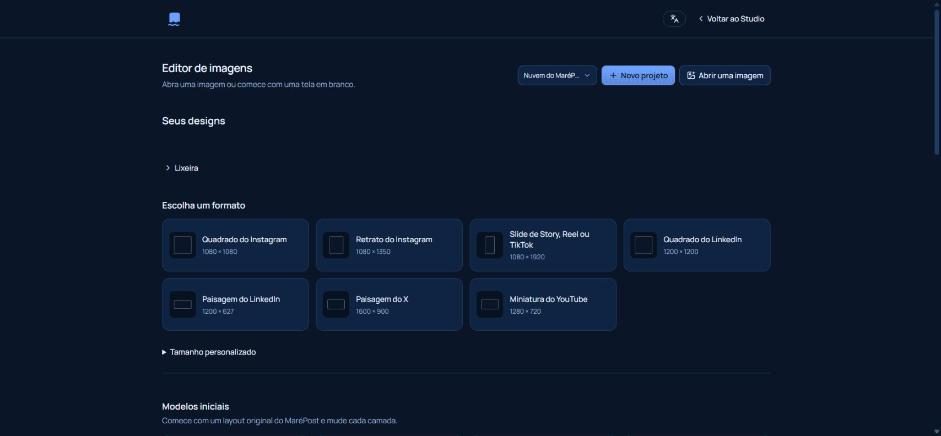 Voltar ao Studio
Editor de imagens
Abra uma imagem ou comece com uma tela em branco.
Nuvem do MaréP...
Novo projeto
Abrir uma imagem
Seus designs
Lixeira
Escolha um formato
Quadrado do Instagram
1080 × 1080
Retrato do Instagram
1080 × 1350
Slide de Story, Reel ou
TikTok
1080 × 1920
Quadrado do LinkedIn
1200 × 1200
Paisagem do LinkedIn
1200 × 627
Paisagem do X
1600 × 900
Miniatura do YouTube
1280 × 720
Tamanho personalizado
Modelos iniciais
Comece com um layout original do MaréPost e mude cada camada.